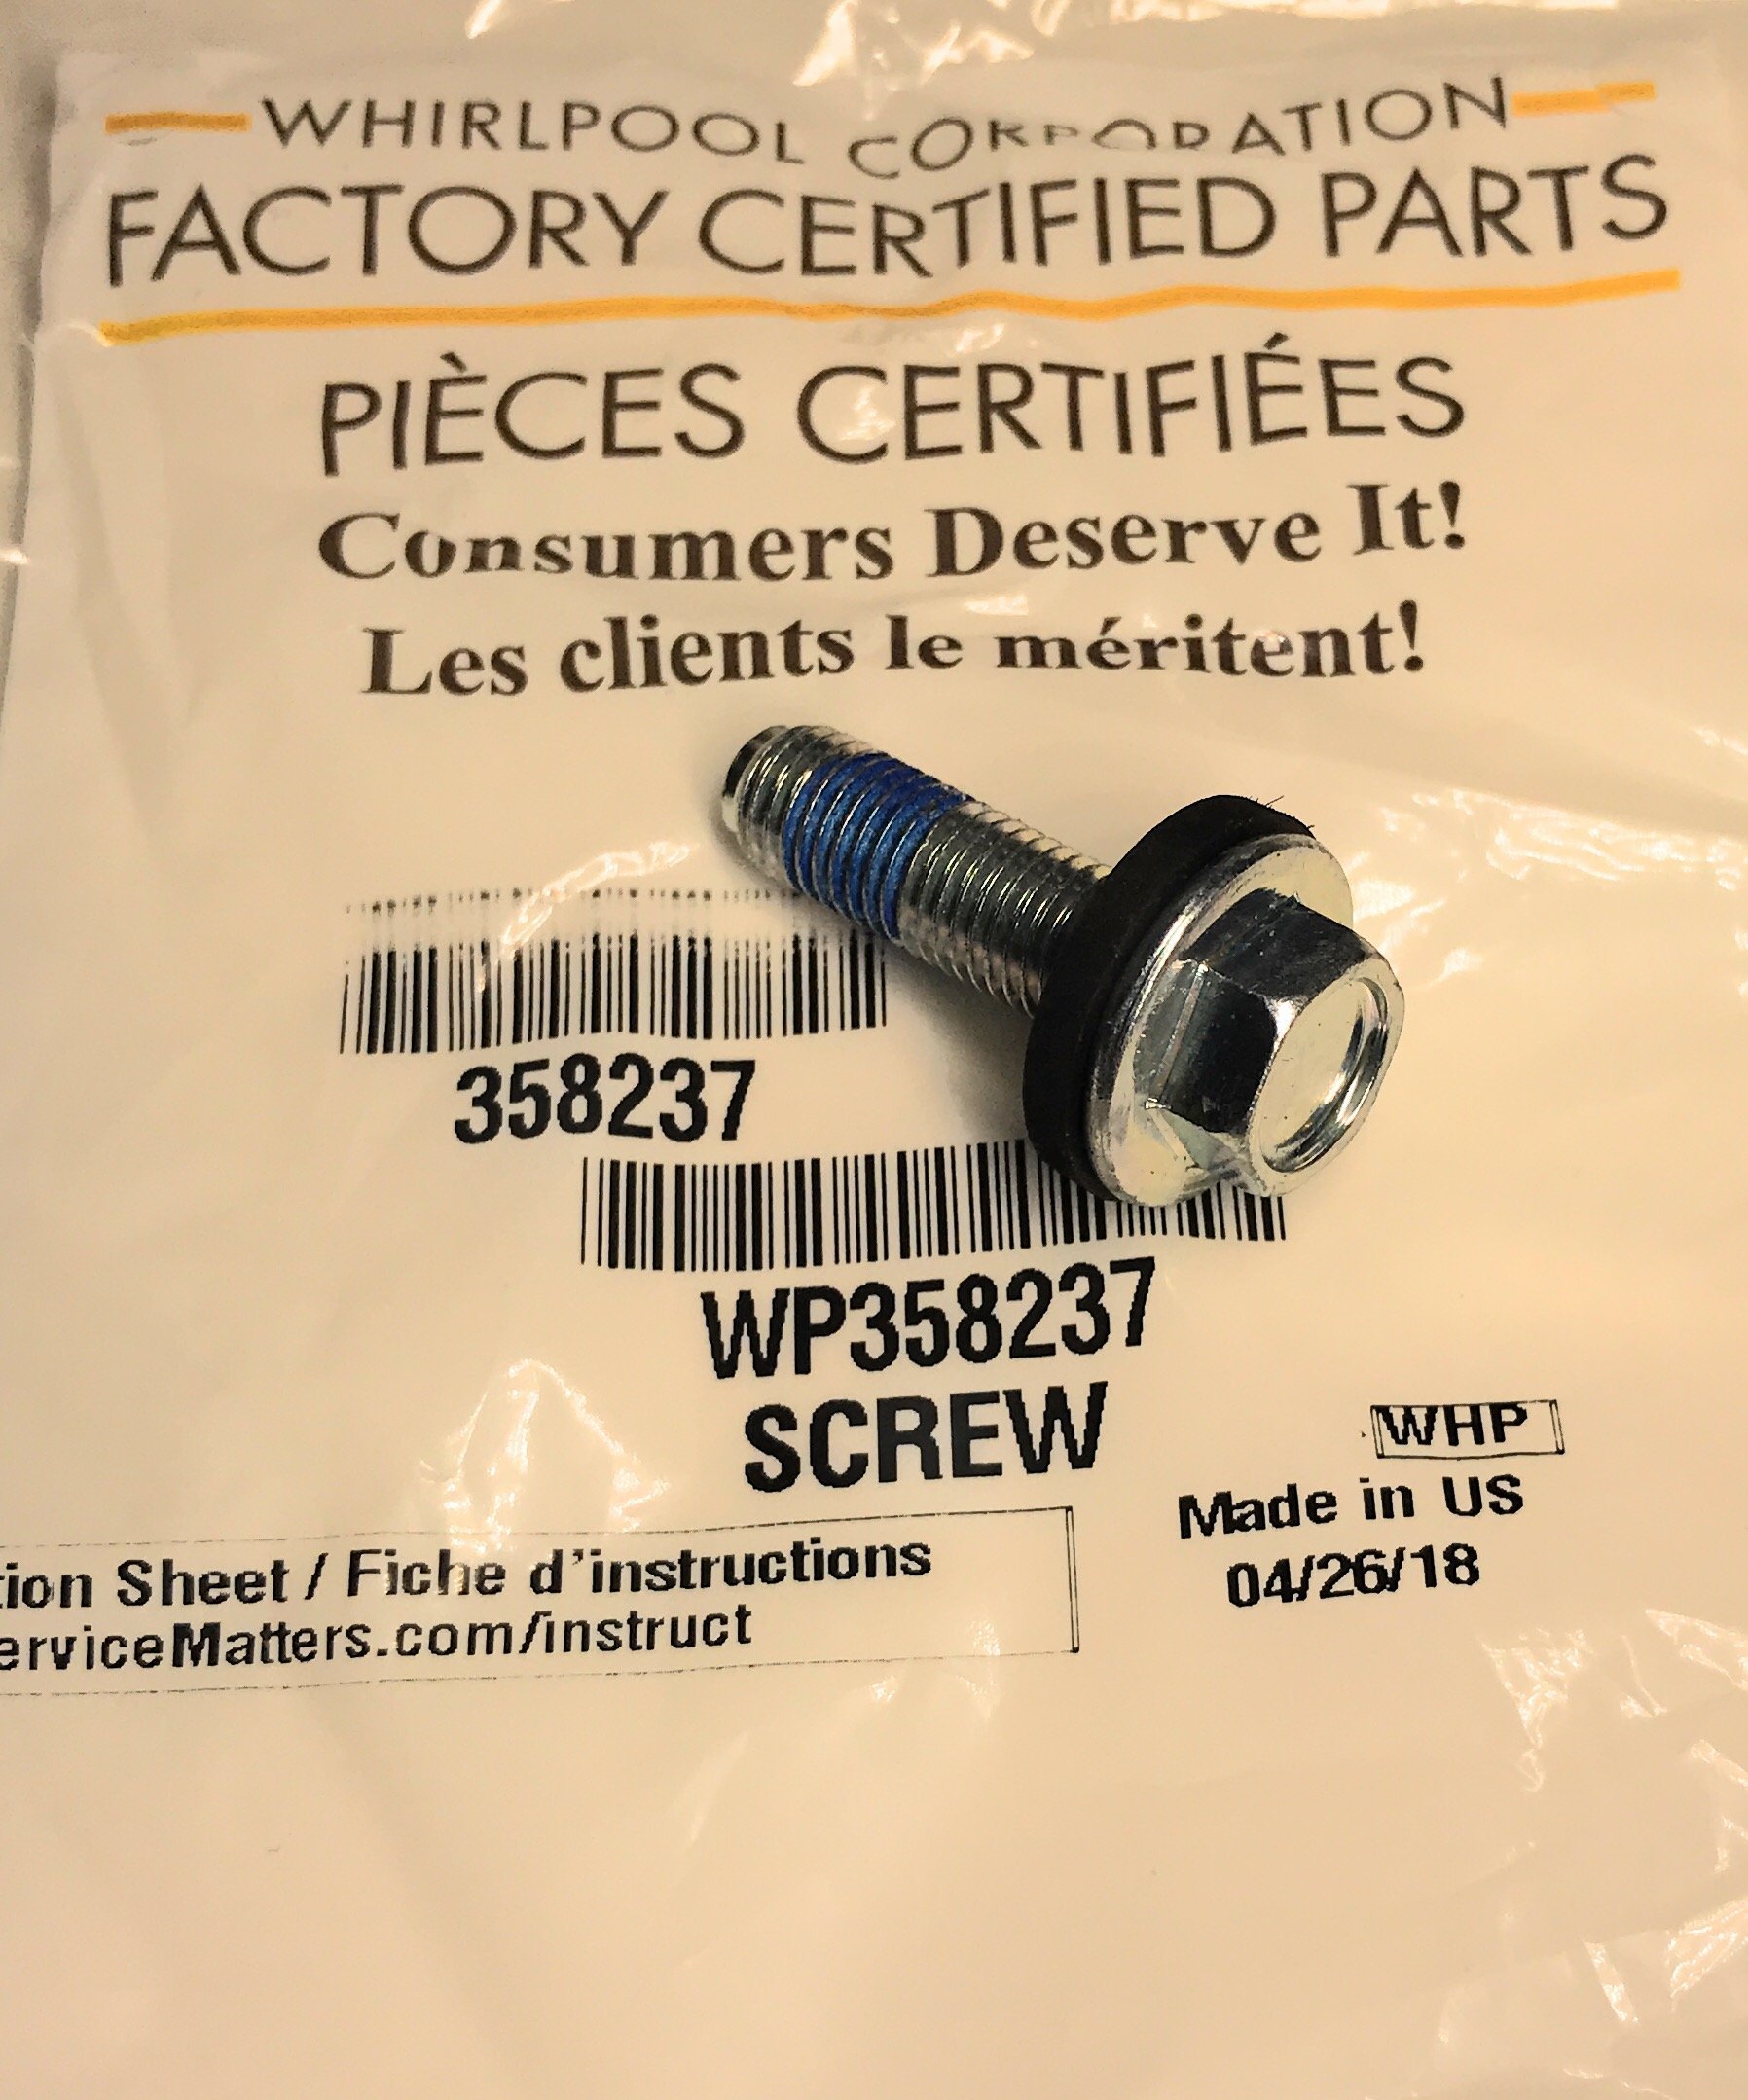 WHIRLPOOL CORPORATION
FACTORY CERTIFIED PARTS
PIÈCES CERTIFIÉES
Consumers Deserve It!
Les clients le méritent!
358237
WP358237
SCREW
WHP
Made in US
04/26/18
ion Sheet / Fiche d'instructions
erviceMatters.com/instruct